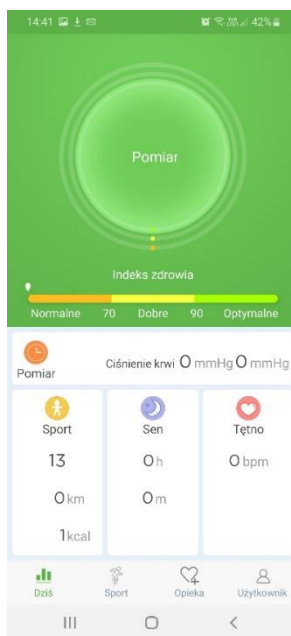 14:41 42%
Pomiar
Indeks zdrowia
Normalne 70 Dobre 90 Optymalne
Pomiar
Ciśnienie krwi 0 mmHg 0 mmHg
Sport Sen Tętno
13 0 h 0 bpm
0 km 0 m
1 kcal
Dziś Sport Opieka Użytkownik